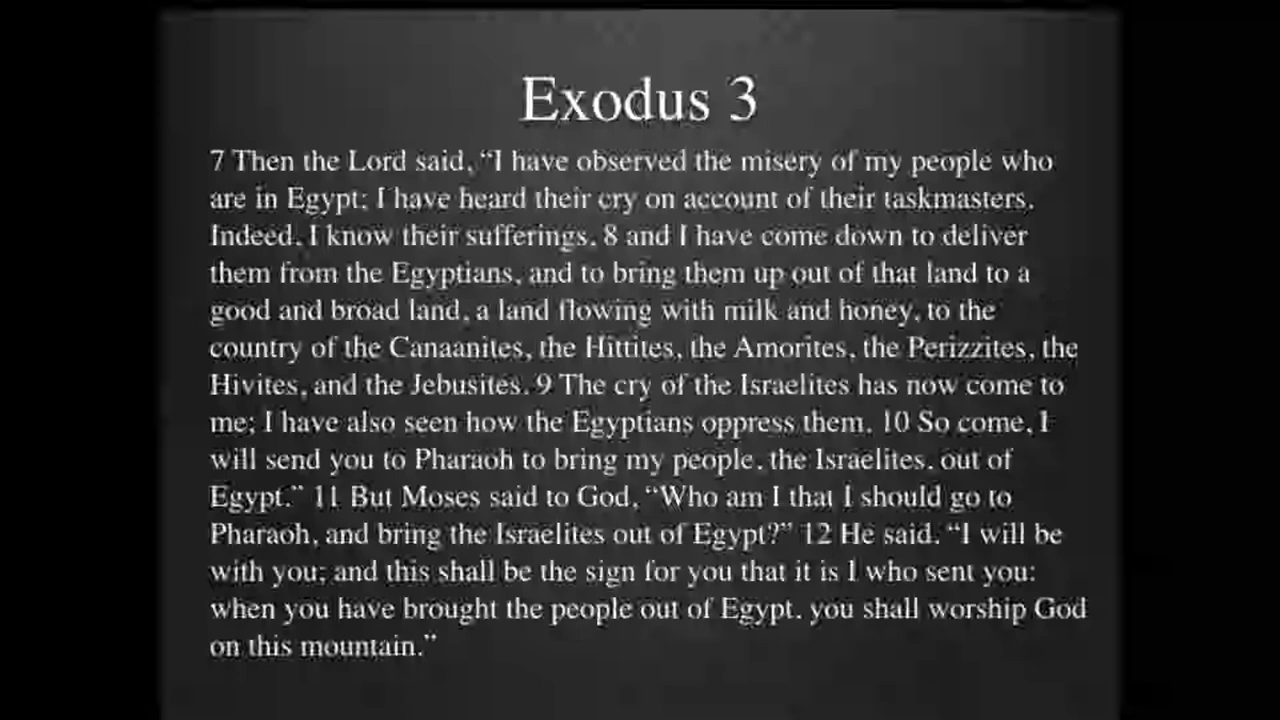 Exodus 3
7 Then the Lord said, “I have observed the misery of my people who
are in Egypt; I have heard their cry on account of their taskmasters.
Indeed, I know their sufferings, 8 and I have come down to deliver
them from the Egyptians, and to bring them up out of that land to a
good and broad land, a land flowing with milk and honey, to the
country of the Canaanites, the Hittites, the Amorites, the Perizzites, the
Hivites, and the Jebusites. 9 The cry of the Israelites has now come to
me; I have also seen how the Egyptians oppress them. 10 So come, I
will send you to Pharaoh to bring my people, the Israelites, out of
Egypt.” 11 But Moses said to God, “Who am I that I should go to
Pharaoh, and bring the Israelites out of Egypt?” 12 He said, “I will be
with you; and this shall be the sign for you that it is I who sent you:
when you have brought the people out of Egypt, you shall worship God
on this mountain.”